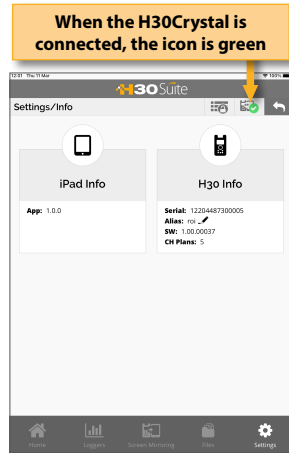 When the H30Crystal is
connected, the icon is green
12:01 Thu 11 Mar
100%
H30 Suite
Settings/Info
iPad Info
H30 Info
App: 1.0.0
Serial: 12204487300005
Alias: roi
SW: 1.00.00037
CH Plans: 5
Home
Loggers
Screen Mirroring
Files
Settings